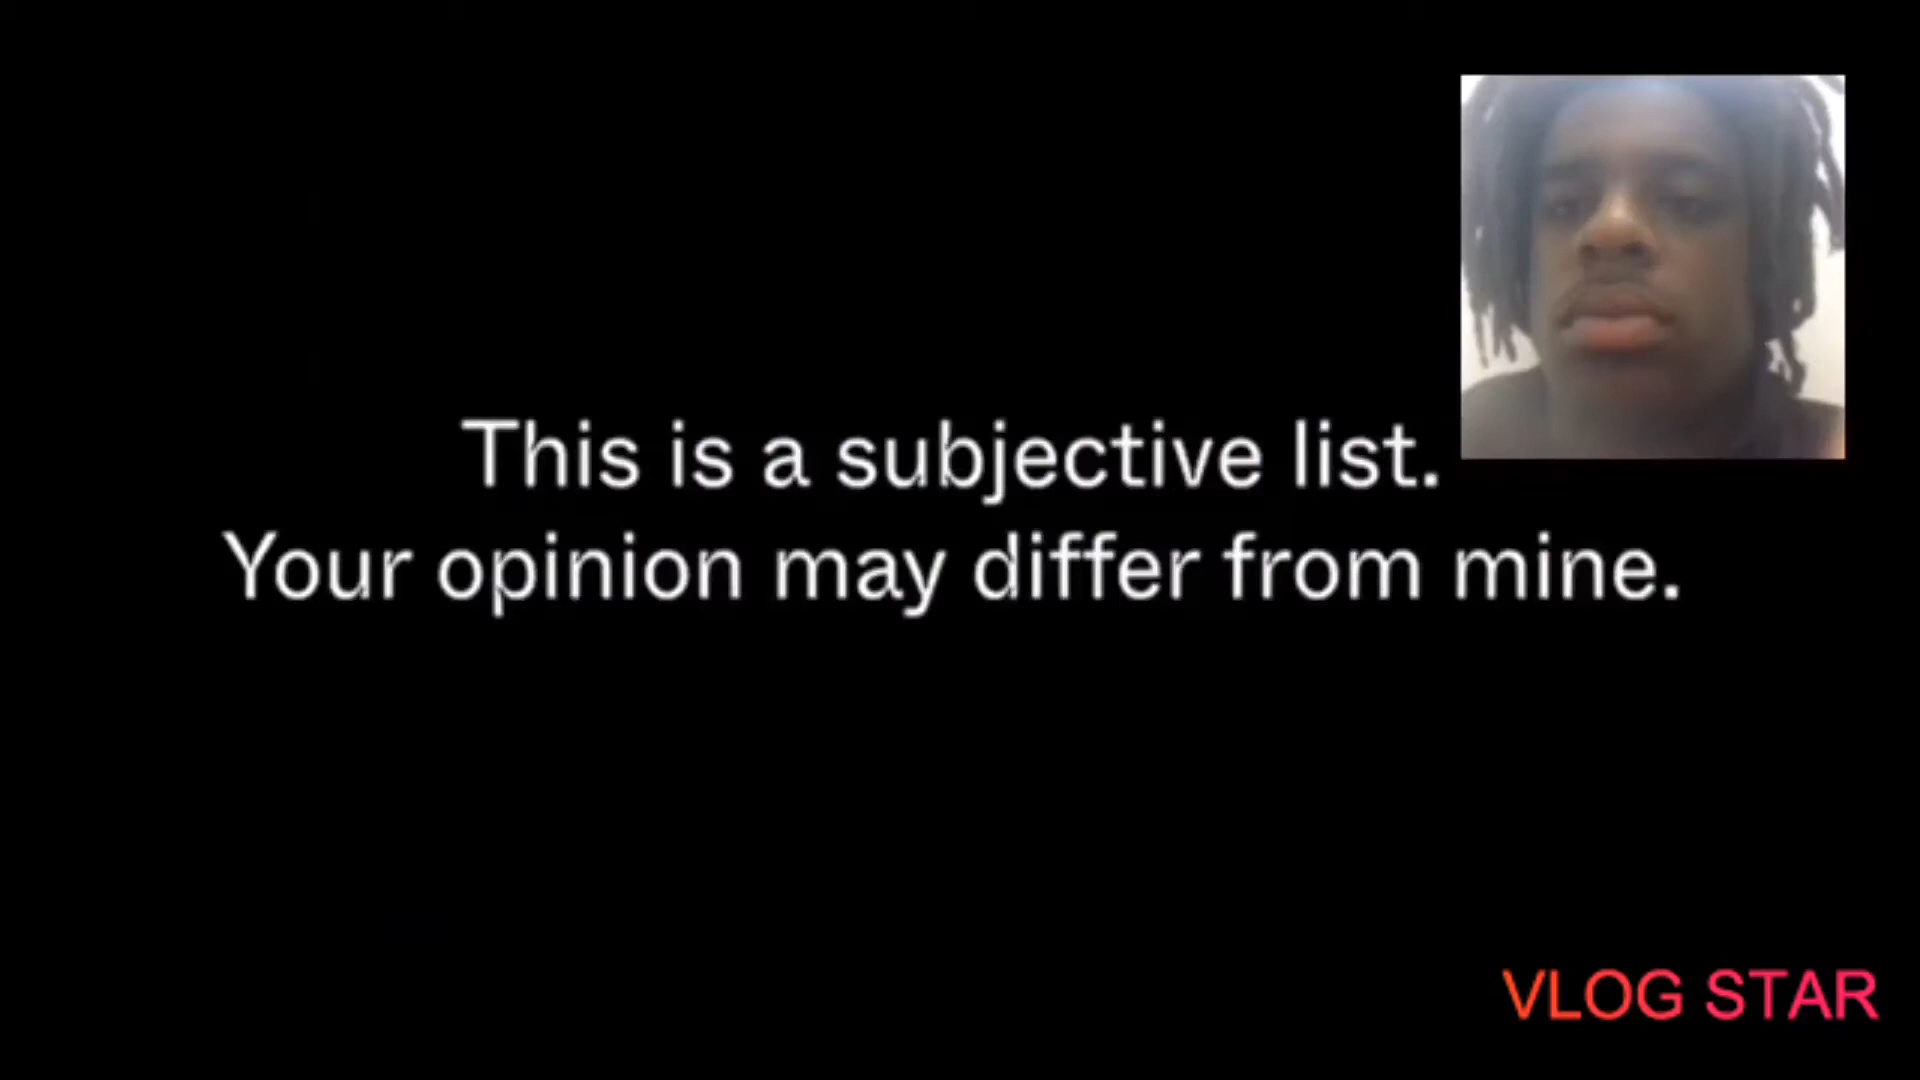 This is a subjective list.
Your opinion may differ from mine.
VLOG STAR